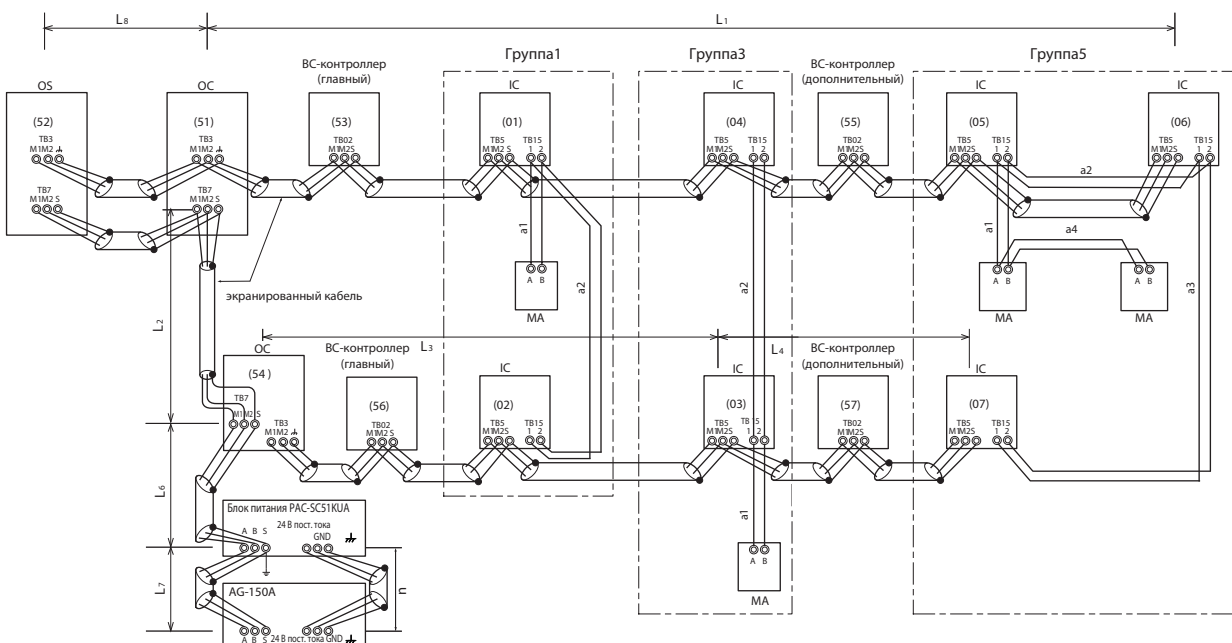 L8
L1
Группа1
Группа3
Группа5
OS
OC
BC-контроллер
(главный)
IC
IC
BC-контроллер
(дополнительный)
IC
IC
(52)
(51)
(53)
(01)
(04)
(55)
(05)
(06)
TB3
M1M2
TB3
M1M2
TB02
M1M2S
TB5
M1M2 S
TB15
1 2
TB5
M1M2S
TB15
1 2
TB02
M1M2S
TB5
M1M2S
TB15
1 2
TB5
M1M2S
TB15
1 2
TB7
M1M2 S
TB7
M1M2 S
a2
a1
a2
a2
a1
a4
a3
A B
MA
A B
MA
A B
MA
экранированный кабель
L2
L3
L4
OC
BC-контроллер
(главный)
IC
IC
BC-контроллер
(дополнительный)
IC
(54 )
(56)
(02)
(03)
(57)
(07)
TB7
M1M2 S
TB3
M1M2
TB02
M1M2S
TB5
M1M2S
TB15
1 2
TB5
M1M2S
TB15
1 2
TB02
M1M2S
TB5
M1M2S
TB15
1 2
L6
Блок питания PAC-SC51KUA
A B S
24 В пост. тока
GND
a1
A B
MA
L7
n
AG-150A
A B S
24 В пост. тока GND